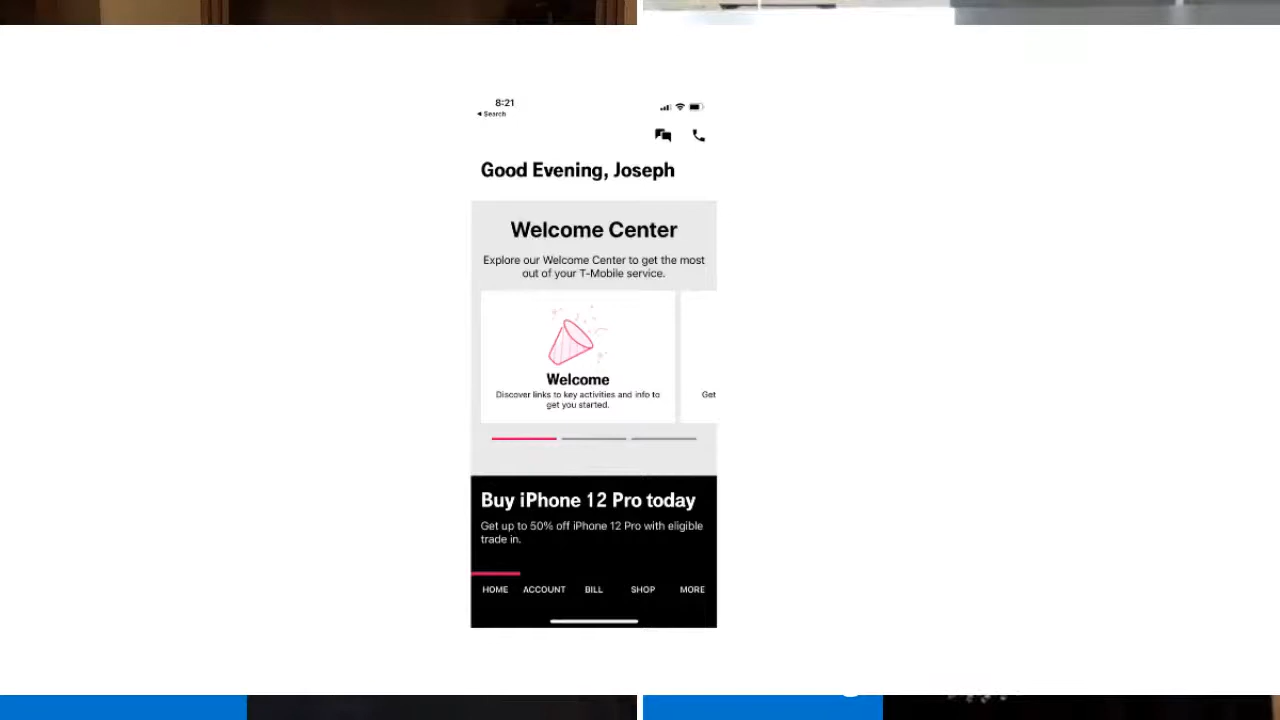 8:21
◄ Search
Good Evening, Joseph
Welcome Center
Explore our Welcome Center to get the most
out of your T-Mobile service.
Welcome
Discover links to key activities and info to
get you started.
Get
Buy iPhone 12 Pro today
Get up to 50% off iPhone 12 Pro with eligible
trade in.
HOME ACCOUNT BILL SHOP MORE